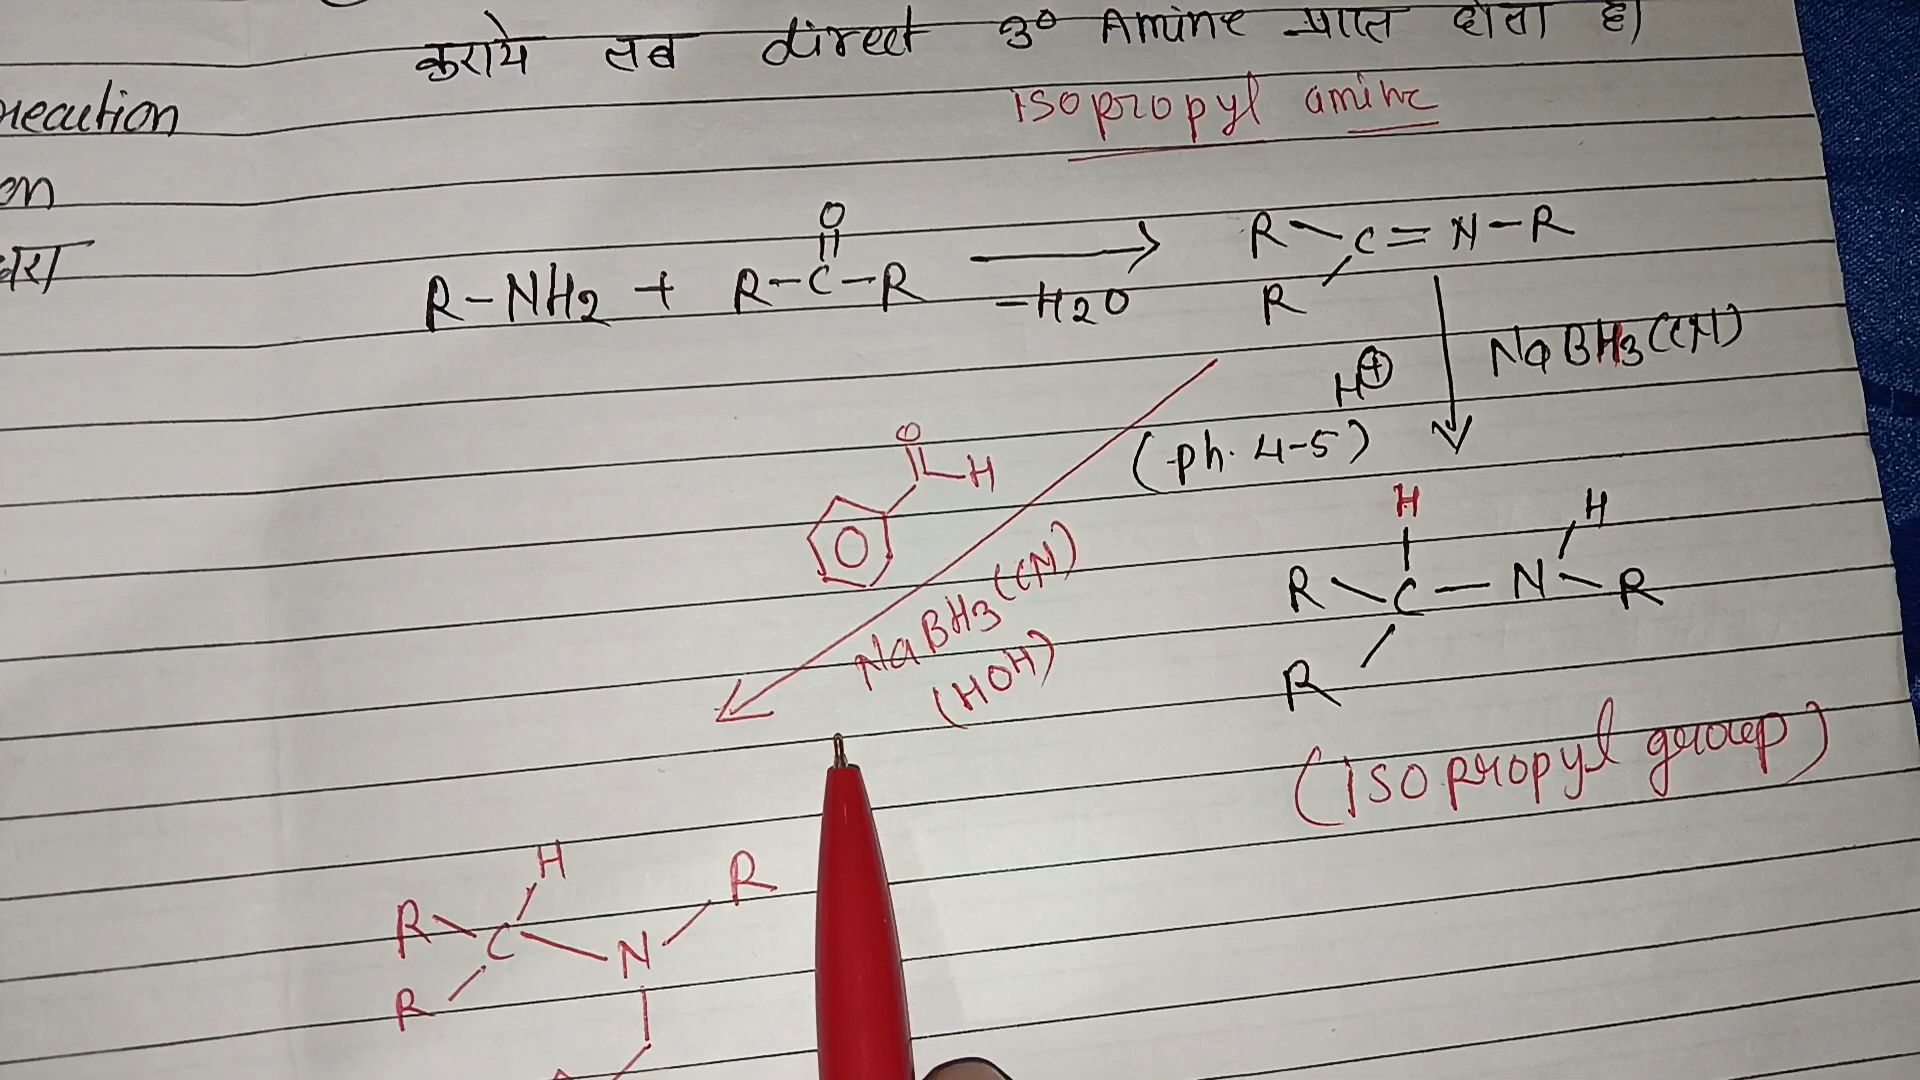 कराये तब direct 3° Amine प्राप्त होता है।
reaction
isopropyl amine
on
O
R-NH2 + R-C-R
-H2O
R C=N-R
R
H⊕
NaBH3(CN)
(ph. 4-5)
O
H
NaBH3(CN)
(HOH)
H H
R C - N - R
R
(isopropyl group)
H R
R C N
R